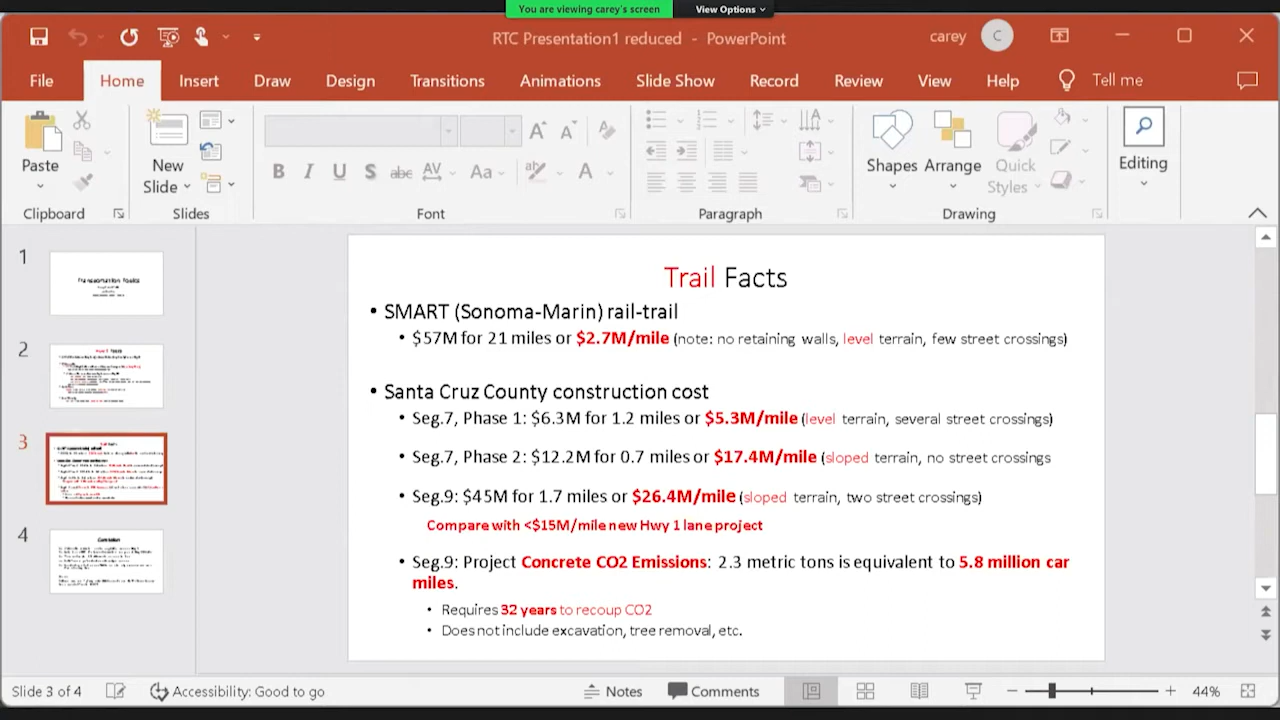 You are viewing carey's screen
View Options
RTC Presentation1 reduced - PowerPoint
carey
C
File
Home
Insert
Draw
Design
Transitions
Animations
Slide Show
Record
Review
View
Help
Tell me
Paste
New
Slide
Shapes
Arrange
Quick
Styles
Editing
Clipboard
Slides
Font
Paragraph
Drawing
1
2
3
4
Trail Facts
• SMART (Sonoma-Marin) rail-trail
• $57M for 21 miles or $2.7M/mile (note: no retaining walls, level terrain, few street crossings)
• Santa Cruz County construction cost
• Seg.7, Phase 1: $6.3M for 1.2 miles or $5.3M/mile (level terrain, several street crossings)
• Seg.7, Phase 2: $12.2M for 0.7 miles or $17.4M/mile (sloped terrain, no street crossings
• Seg.9: $45M for 1.7 miles or $26.4M/mile (sloped terrain, two street crossings)
Compare with <$15M/mile new Hwy 1 lane project
• Seg.9: Project Concrete CO2 Emissions: 2.3 metric tons is equivalent to 5.8 million car
miles.
• Requires 32 years to recoup CO2
• Does not include excavation, tree removal, etc.
Slide 3 of 4
Accessibility: Good to go
Notes
Comments
44%